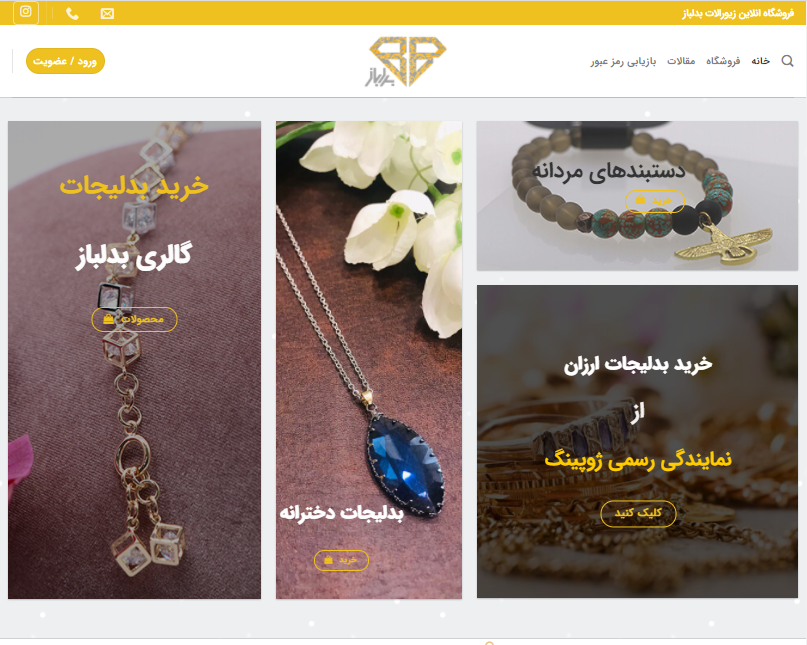 فروشگاه انلاین زیورالات بدلباز
خانه
فروشگاه
مقالات
بازیابی رمز عبور
بدلباز
ورود / عضویت
دستبندهای مردانه
خرید
خرید بدلیجات ارزان
از
نمایندگی رسمی ژوپینگ
کلیک کنید
بدلیجات دخترانه
خرید
خرید بدلیجات
گالری بدلباز
محصولات